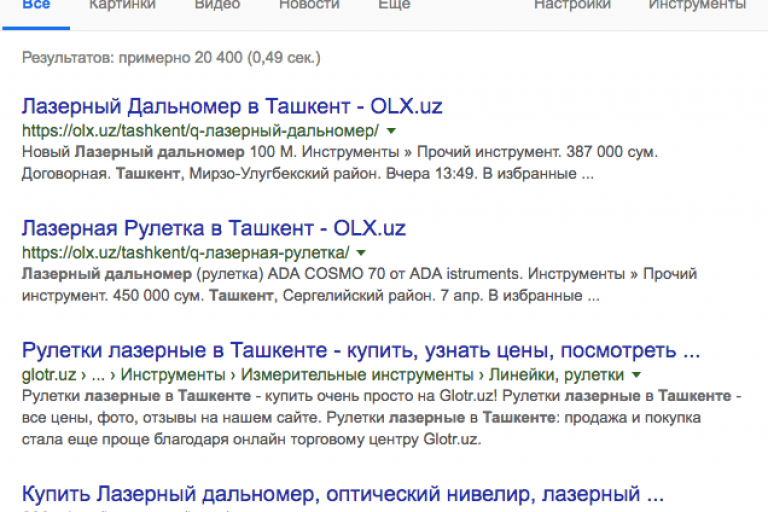 Все Картинки Видео Новости Ещё Настройки Инструменты
Результатов: примерно 20 400 (0,49 сек.)
Лазерный Дальномер в Ташкент - OLX.uz
https://olx.uz/tashkent/q-лазерный-дальномер/
Новый Лазерный дальномер 100 М. Инструменты » Прочий инструмент. 387 000 сум.
Договорная. Ташкент, Мирзо-Улугбекский район. Вчера 13:49. В избранные ...
Лазерная Рулетка в Ташкент - OLX.uz
https://olx.uz/tashkent/q-лазерная-рулетка/
Лазерный дальномер (рулетка) ADA COSMO 70 от ADA istruments. Инструменты » Прочий
инструмент. 450 000 сум. Ташкент, Сергелийский район. 7 апр. В избранные ...
Рулетки лазерные в Ташкенте - купить, узнать цены, посмотреть ...
glotr.uz › ... › Инструменты › Измерительные инструменты › Линейки, рулетки
Рулетки лазерные в Ташкенте - купить очень просто на Glotr.uz! Рулетки лазерные в Ташкенте -
все цены, фото, отзывы на нашем сайте. Рулетки лазерные в Ташкенте: продажа и покупка
стала еще проще благодаря онлайн торговому центру Glotr.uz.
Купить Лазерный дальномер, оптический нивелир, лазерный ...